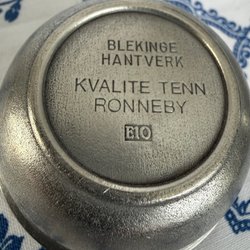 BLEKINGE
HANTVERK
KVALITE TENN
RONNEBY
B10